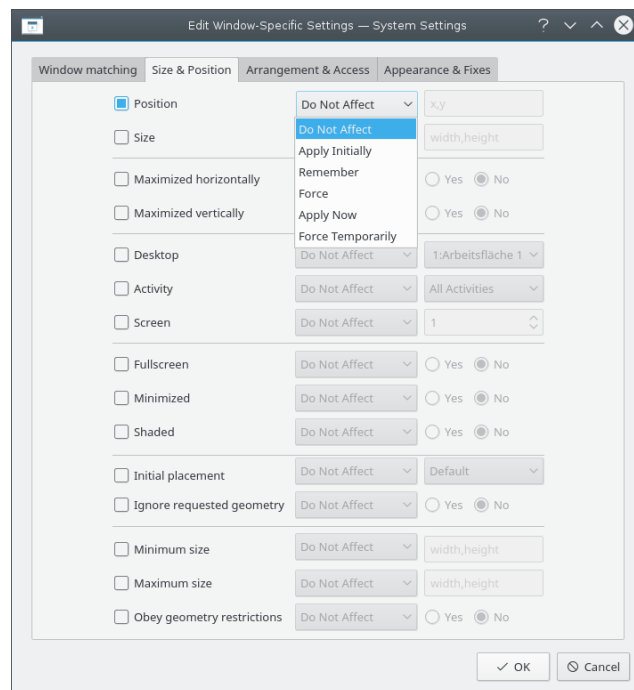 Edit Window-Specific Settings — System Settings
Window matching Size & Position Arrangement & Access Appearance & Fixes
Position Do Not Affect x,y
Do Not Affect
Size width,height
Apply Initially
Remember
Maximized horizontally Yes No
Force
Maximized vertically Apply Now Yes No
Force Temporarily
Desktop Do Not Affect 1:Arbeitsfläche 1
Activity Do Not Affect All Activities
Screen Do Not Affect 1
Fullscreen Do Not Affect Yes No
Minimized Do Not Affect Yes No
Shaded Do Not Affect Yes No
Initial placement Do Not Affect Default
Ignore requested geometry Do Not Affect Yes No
Minimum size Do Not Affect width,height
Maximum size Do Not Affect width,height
Obey geometry restrictions Do Not Affect Yes No
OK Cancel